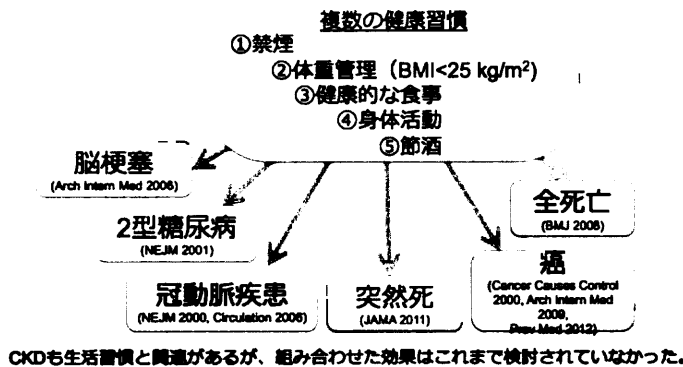 複数の健康習慣
①禁煙
②体重管理（BMI<25 kg/m²)
③健康的な食事
④身体活動
⑤節酒
脳梗塞
(Arch Intern Med 2006)
全死亡
(BMJ 2008)
2型糖尿病
(NEJM 2001)
癌
(Cancer Causes Control
2000, Arch Intern Med
2009,
Prev Med 2012)
冠動脈疾患
(NEJM 2000, Circulation 2006)
突然死
(JAMA 2011)
CKDも生活習慣と関連があるが、組み合わせた効果はこれまで検討されていなかった。